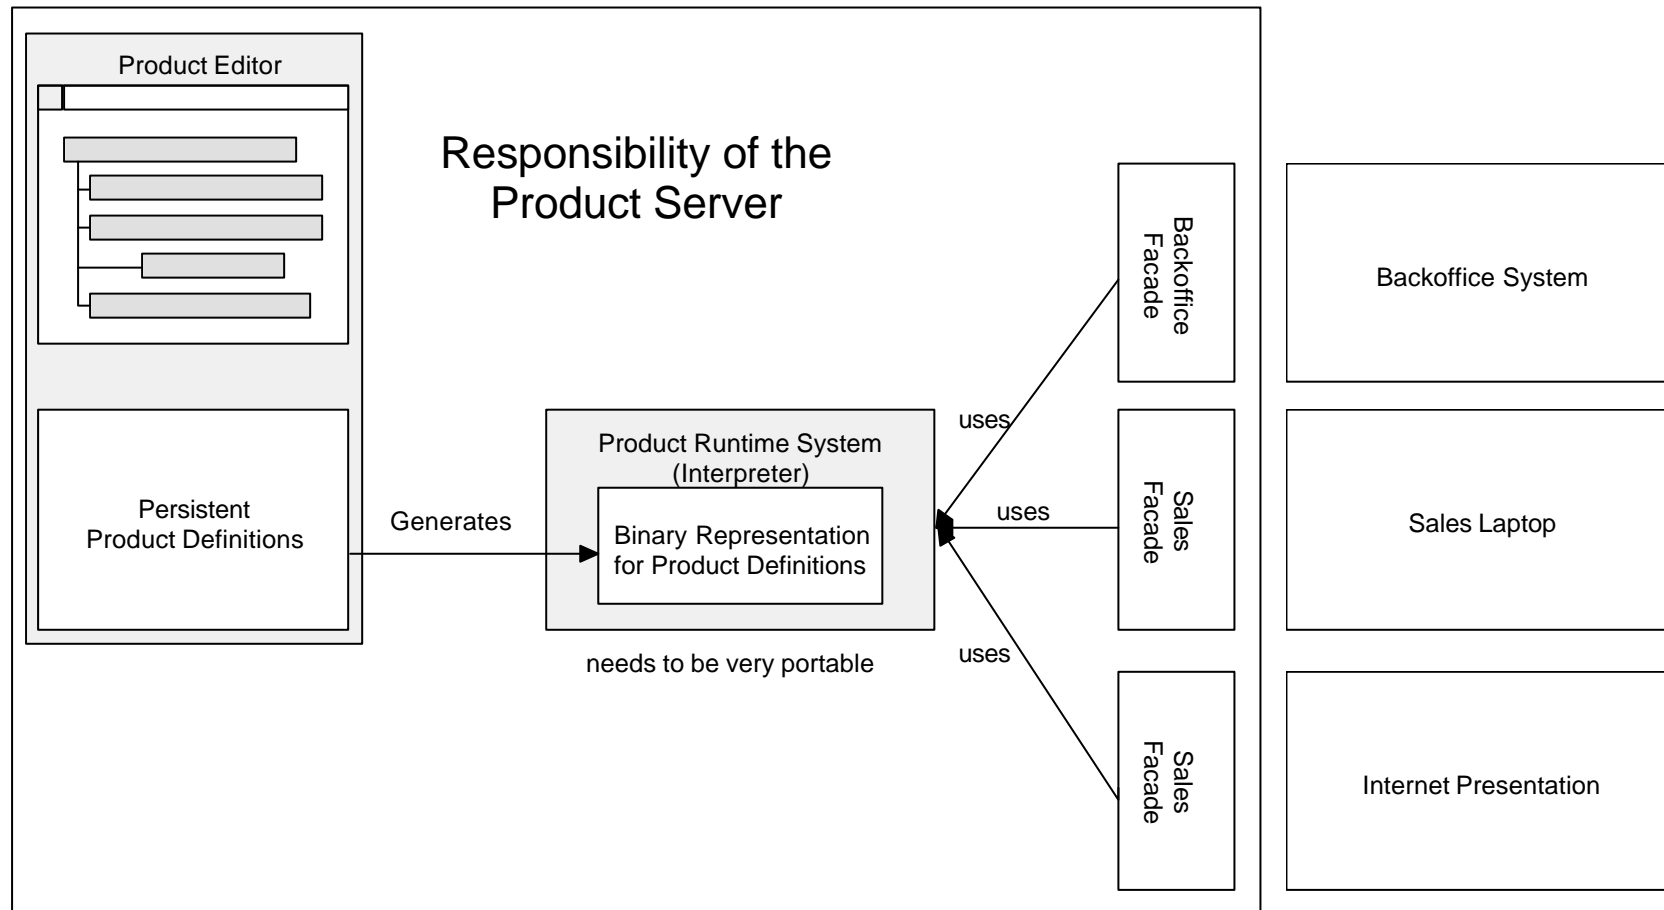 Product Editor
Responsibility of the
Product Server
Backoffice
Facade
Backoffice System
uses
Product Runtime System
(Interpreter)
Persistent
Product Definitions
Generates
Binary Representation
for Product Definitions
uses
Sales
Facade
Sales Laptop
needs to be very portable
uses
Sales
Facade
Internet Presentation